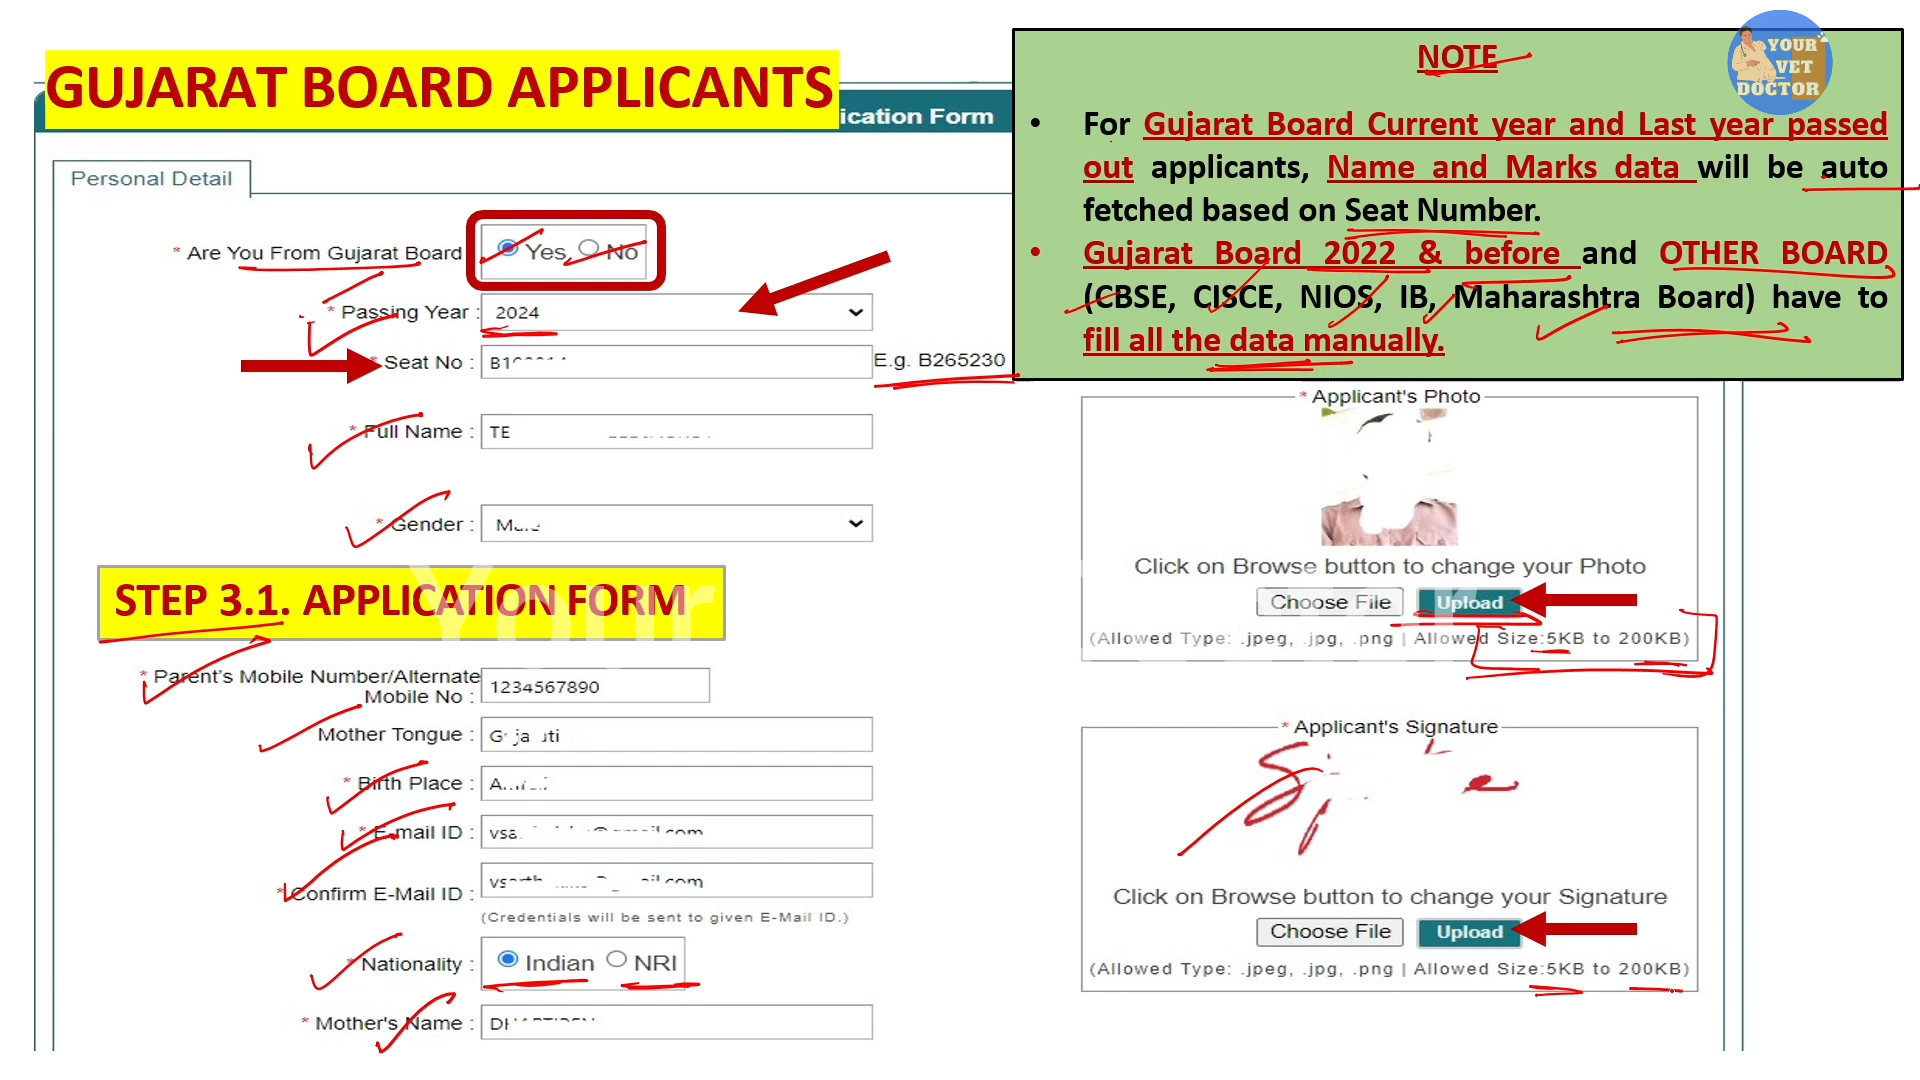 GUJARAT BOARD APPLICANTS
ication Form
Personal Detail
* Are You From Gujarat Board
Yes No
* Passing Year :
2024
* Seat No :
E.g. B265230
* Full Name :
TE
* Gender :
STEP 3.1. APPLICATION FORM
* Parent's Mobile Number/Alternate
Mobile No :
1234567890
Mother Tongue :
* Birth Place :
* E-mail ID :
* Confirm E-Mail ID :
(Credentials will be sent to given E-Mail ID.)
* Nationality :
Indian NRI
* Mother's Name :
NOTE
• For Gujarat Board Current year and Last year passed
out applicants, Name and Marks data will be auto
fetched based on Seat Number.
• Gujarat Board 2022 & before and OTHER BOARD
(CBSE, CISCE, NIOS, IB, Maharashtra Board) have to
fill all the data manually.
YOUR
VET
DOCTOR
* Applicant's Photo
Click on Browse button to change your Photo
Choose File Upload
(Allowed Type: .jpeg, .jpg, .png | Allowed Size:5KB to 200KB)
* Applicant's Signature
Click on Browse button to change your Signature
Choose File Upload
(Allowed Type: .jpeg, .jpg, .png | Allowed Size:5KB to 200KB)
Your